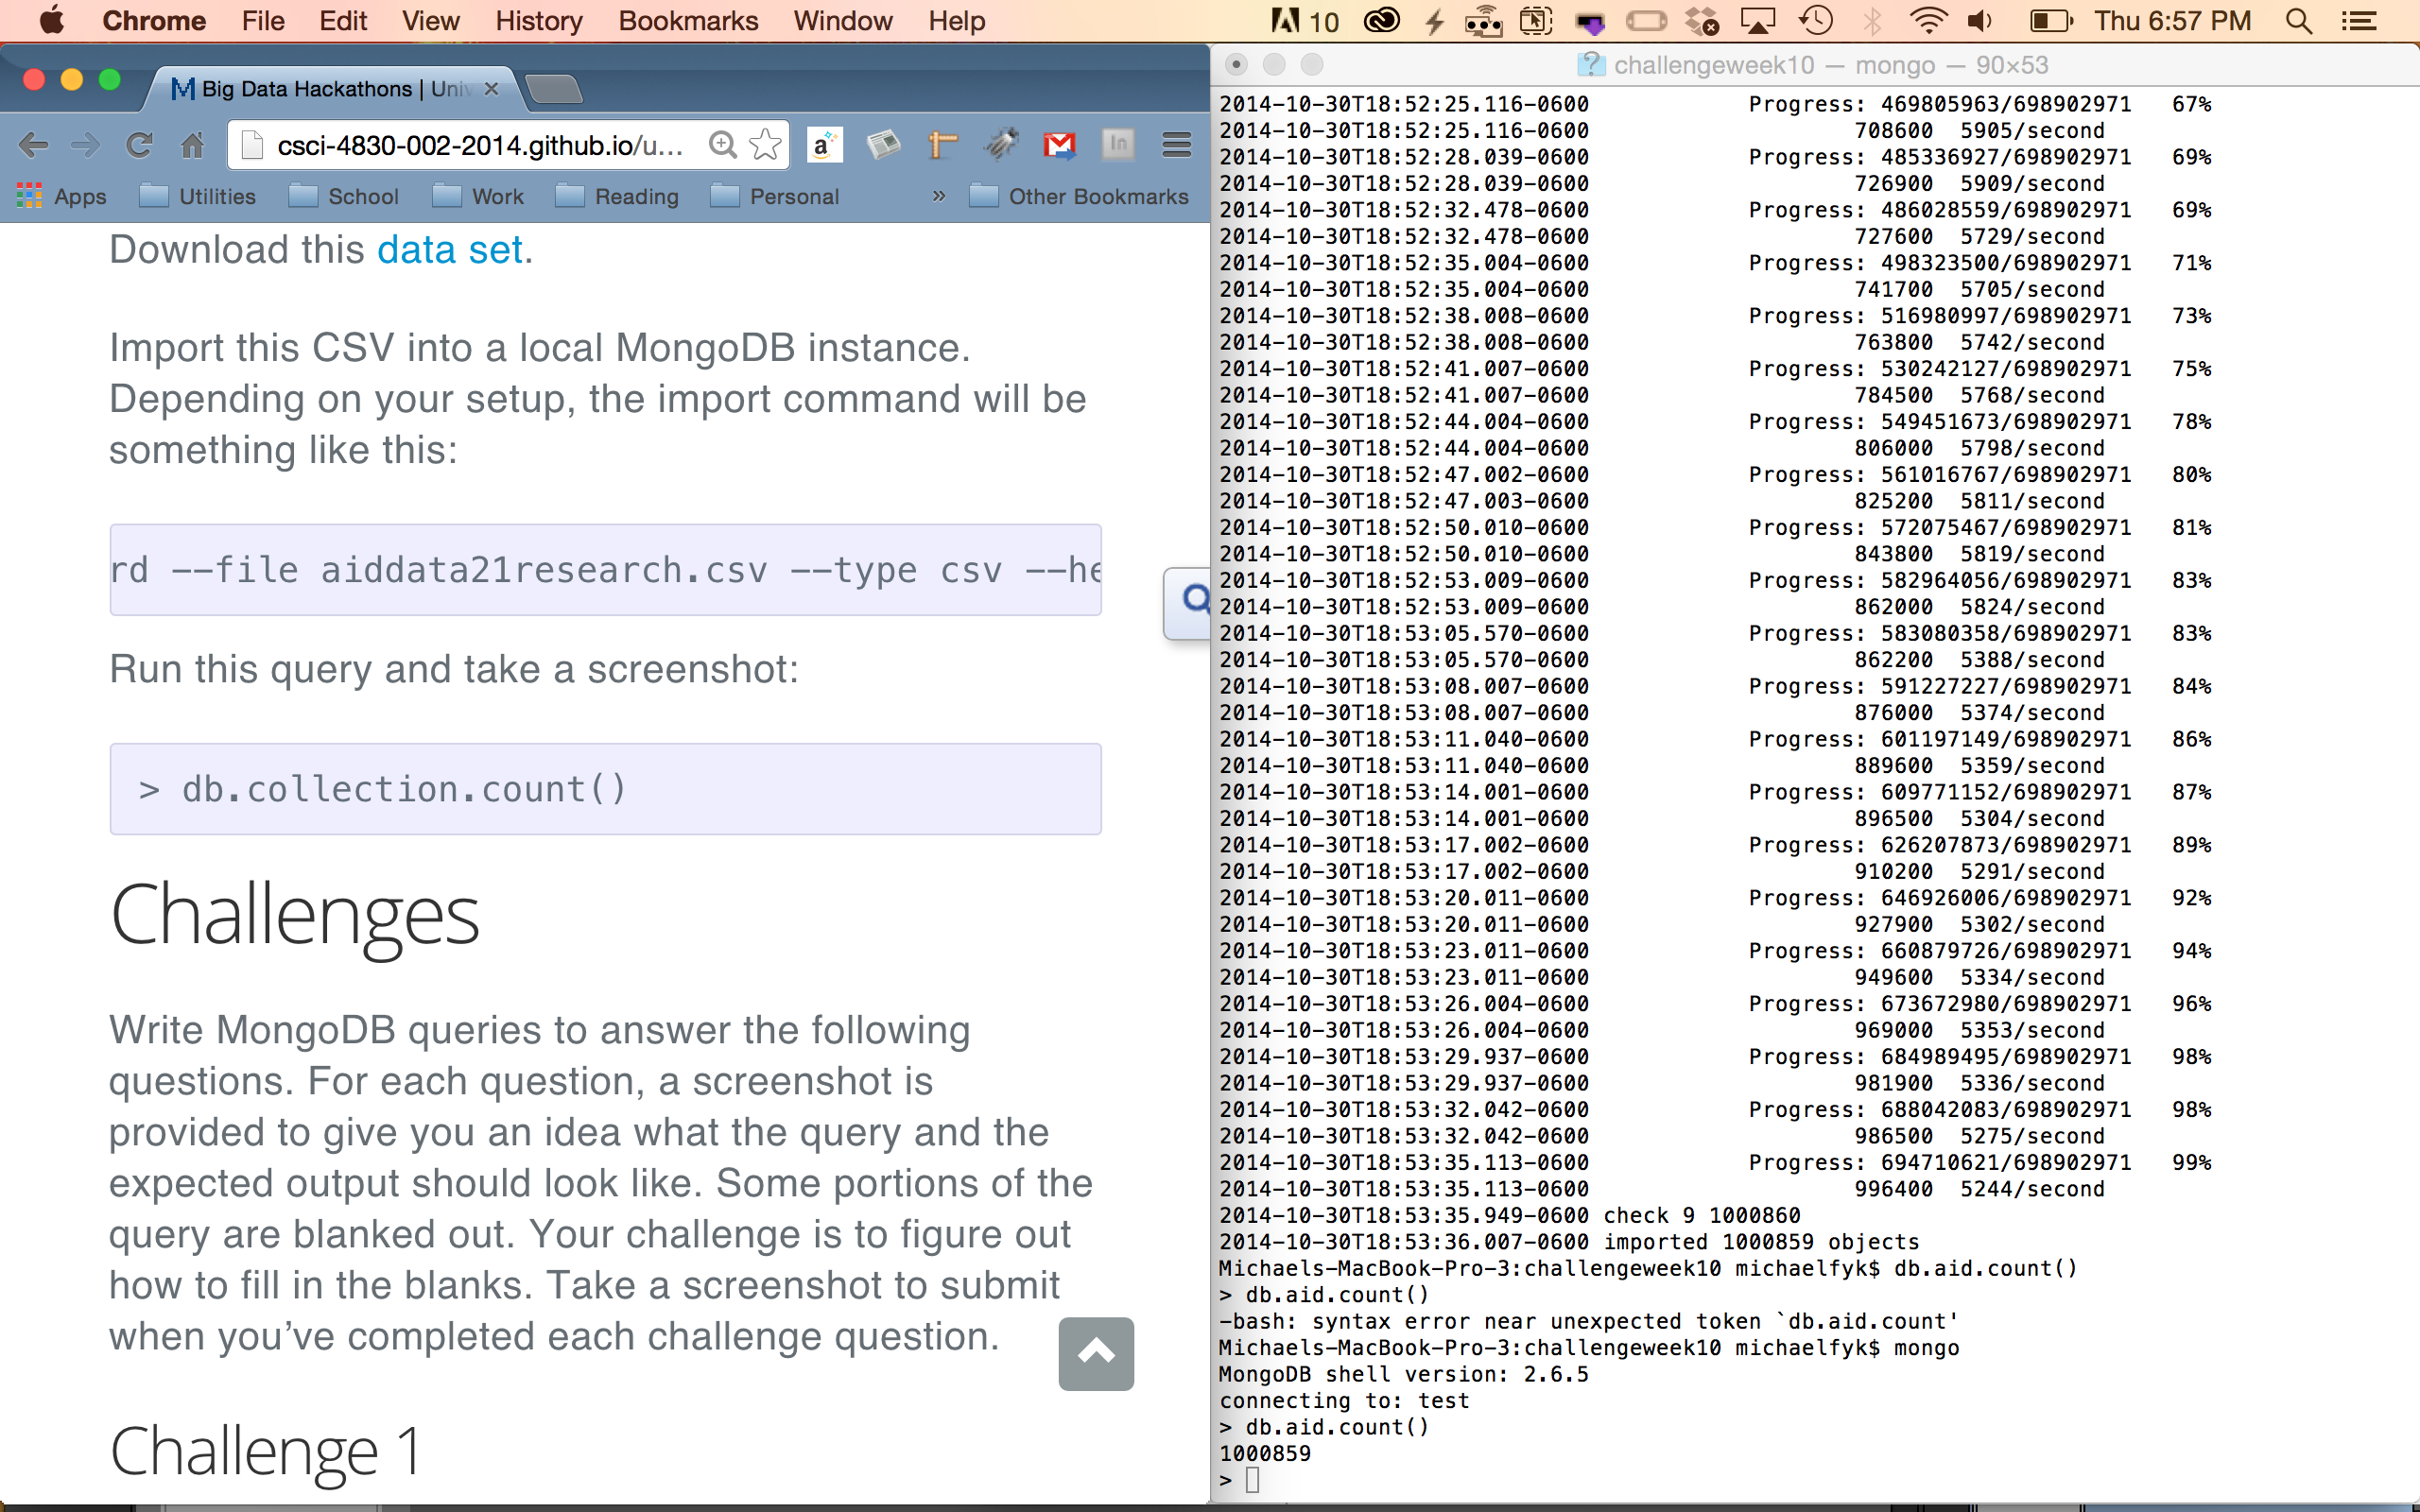 Chrome File Edit View History Bookmarks Window Help 10 Thu 6:57 PM
Big Data Hackathons | Univ
csci-4830-002-2014.github.io/u...
Apps Utilities School Work Reading Personal » Other Bookmarks
Download this data set.
Import this CSV into a local MongoDB instance.
Depending on your setup, the import command will be
something like this:
rd --file aiddata21research.csv --type csv --he
Run this query and take a screenshot:
> db.collection.count()
Challenges
Write MongoDB queries to answer the following
questions. For each question, a screenshot is
provided to give you an idea what the query and the
expected output should look like. Some portions of the
query are blanked out. Your challenge is to figure out
how to fill in the blanks. Take a screenshot to submit
when you’ve completed each challenge question.
Challenge 1
challengeweek10 — mongo — 90×53
2014-10-30T18:52:25.116-0600 Progress: 469805963/698902971 67%
2014-10-30T18:52:25.116-0600 708600 5905/second
2014-10-30T18:52:28.039-0600 Progress: 485336927/698902971 69%
2014-10-30T18:52:28.039-0600 726900 5909/second
2014-10-30T18:52:32.478-0600 Progress: 486028559/698902971 69%
2014-10-30T18:52:32.478-0600 727600 5729/second
2014-10-30T18:52:35.004-0600 Progress: 498323500/698902971 71%
2014-10-30T18:52:35.004-0600 741700 5705/second
2014-10-30T18:52:38.008-0600 Progress: 516980997/698902971 73%
2014-10-30T18:52:38.008-0600 763800 5742/second
2014-10-30T18:52:41.007-0600 Progress: 530242127/698902971 75%
2014-10-30T18:52:41.007-0600 784500 5768/second
2014-10-30T18:52:44.004-0600 Progress: 549451673/698902971 78%
2014-10-30T18:52:44.004-0600 806000 5798/second
2014-10-30T18:52:47.002-0600 Progress: 561016767/698902971 80%
2014-10-30T18:52:47.003-0600 825200 5811/second
2014-10-30T18:52:50.010-0600 Progress: 572075467/698902971 81%
2014-10-30T18:52:50.010-0600 843800 5819/second
2014-10-30T18:52:53.009-0600 Progress: 582964056/698902971 83%
2014-10-30T18:52:53.009-0600 862000 5824/second
2014-10-30T18:53:05.570-0600 Progress: 583080358/698902971 83%
2014-10-30T18:53:05.570-0600 862200 5388/second
2014-10-30T18:53:08.007-0600 Progress: 591227227/698902971 84%
2014-10-30T18:53:08.007-0600 876000 5374/second
2014-10-30T18:53:11.040-0600 Progress: 601197149/698902971 86%
2014-10-30T18:53:11.040-0600 889600 5359/second
2014-10-30T18:53:14.001-0600 Progress: 609771152/698902971 87%
2014-10-30T18:53:14.001-0600 896500 5304/second
2014-10-30T18:53:17.002-0600 Progress: 626207873/698902971 89%
2014-10-30T18:53:17.002-0600 910200 5291/second
2014-10-30T18:53:20.011-0600 Progress: 646926006/698902971 92%
2014-10-30T18:53:20.011-0600 927900 5302/second
2014-10-30T18:53:23.011-0600 Progress: 660879726/698902971 94%
2014-10-30T18:53:23.011-0600 949600 5334/second
2014-10-30T18:53:26.004-0600 Progress: 673672980/698902971 96%
2014-10-30T18:53:26.004-0600 969000 5353/second
2014-10-30T18:53:29.937-0600 Progress: 684989495/698902971 98%
2014-10-30T18:53:29.937-0600 981900 5336/second
2014-10-30T18:53:32.042-0600 Progress: 688042083/698902971 98%
2014-10-30T18:53:32.042-0600 986500 5275/second
2014-10-30T18:53:35.113-0600 Progress: 694710621/698902971 99%
2014-10-30T18:53:35.113-0600 996400 5244/second
2014-10-30T18:53:35.949-0600 check 9 1000860
2014-10-30T18:53:36.007-0600 imported 1000859 objects
Michaels-MacBook-Pro-3:challengeweek10 michaelfyk$ db.aid.count()
> db.aid.count()
-bash: syntax error near unexpected token `db.aid.count'
Michaels-MacBook-Pro-3:challengeweek10 michaelfyk$ mongo
MongoDB shell version: 2.6.5
connecting to: test
> db.aid.count()
1000859
>